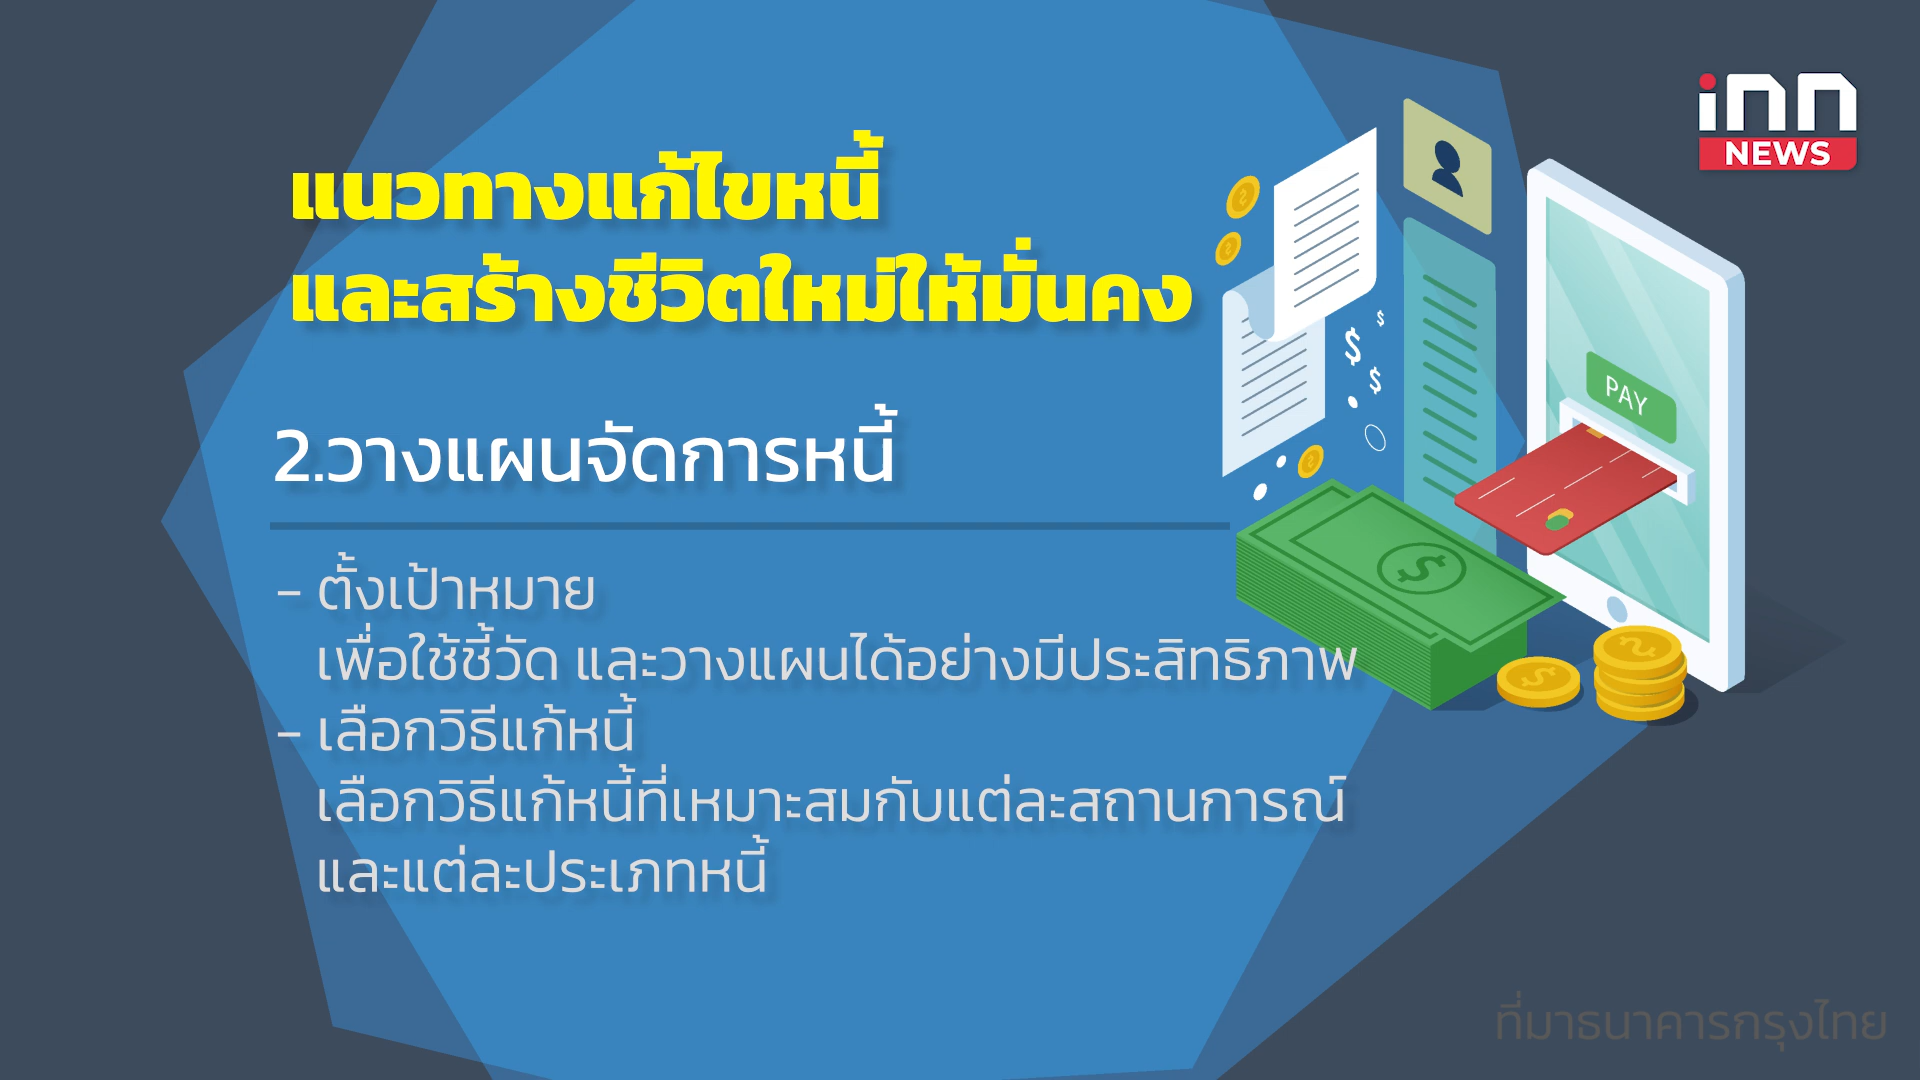 inn
NEWS
แนวทางแก้ไขหนี้
และสร้างชีวิตใหม่ให้มั่นคง
2.วางแผนจัดการหนี้
- ตั้งเป้าหมาย
เพื่อใช้ชี้วัด และวางแผนได้อย่างมีประสิทธิภาพ
- เลือกวิธีแก้หนี้
เลือกวิธีแก้หนี้ที่เหมาะสมกับแต่ละสถานการณ์
และแต่ละประเภทหนี้
PAY
ที่มาธนาคารกรุงไทย